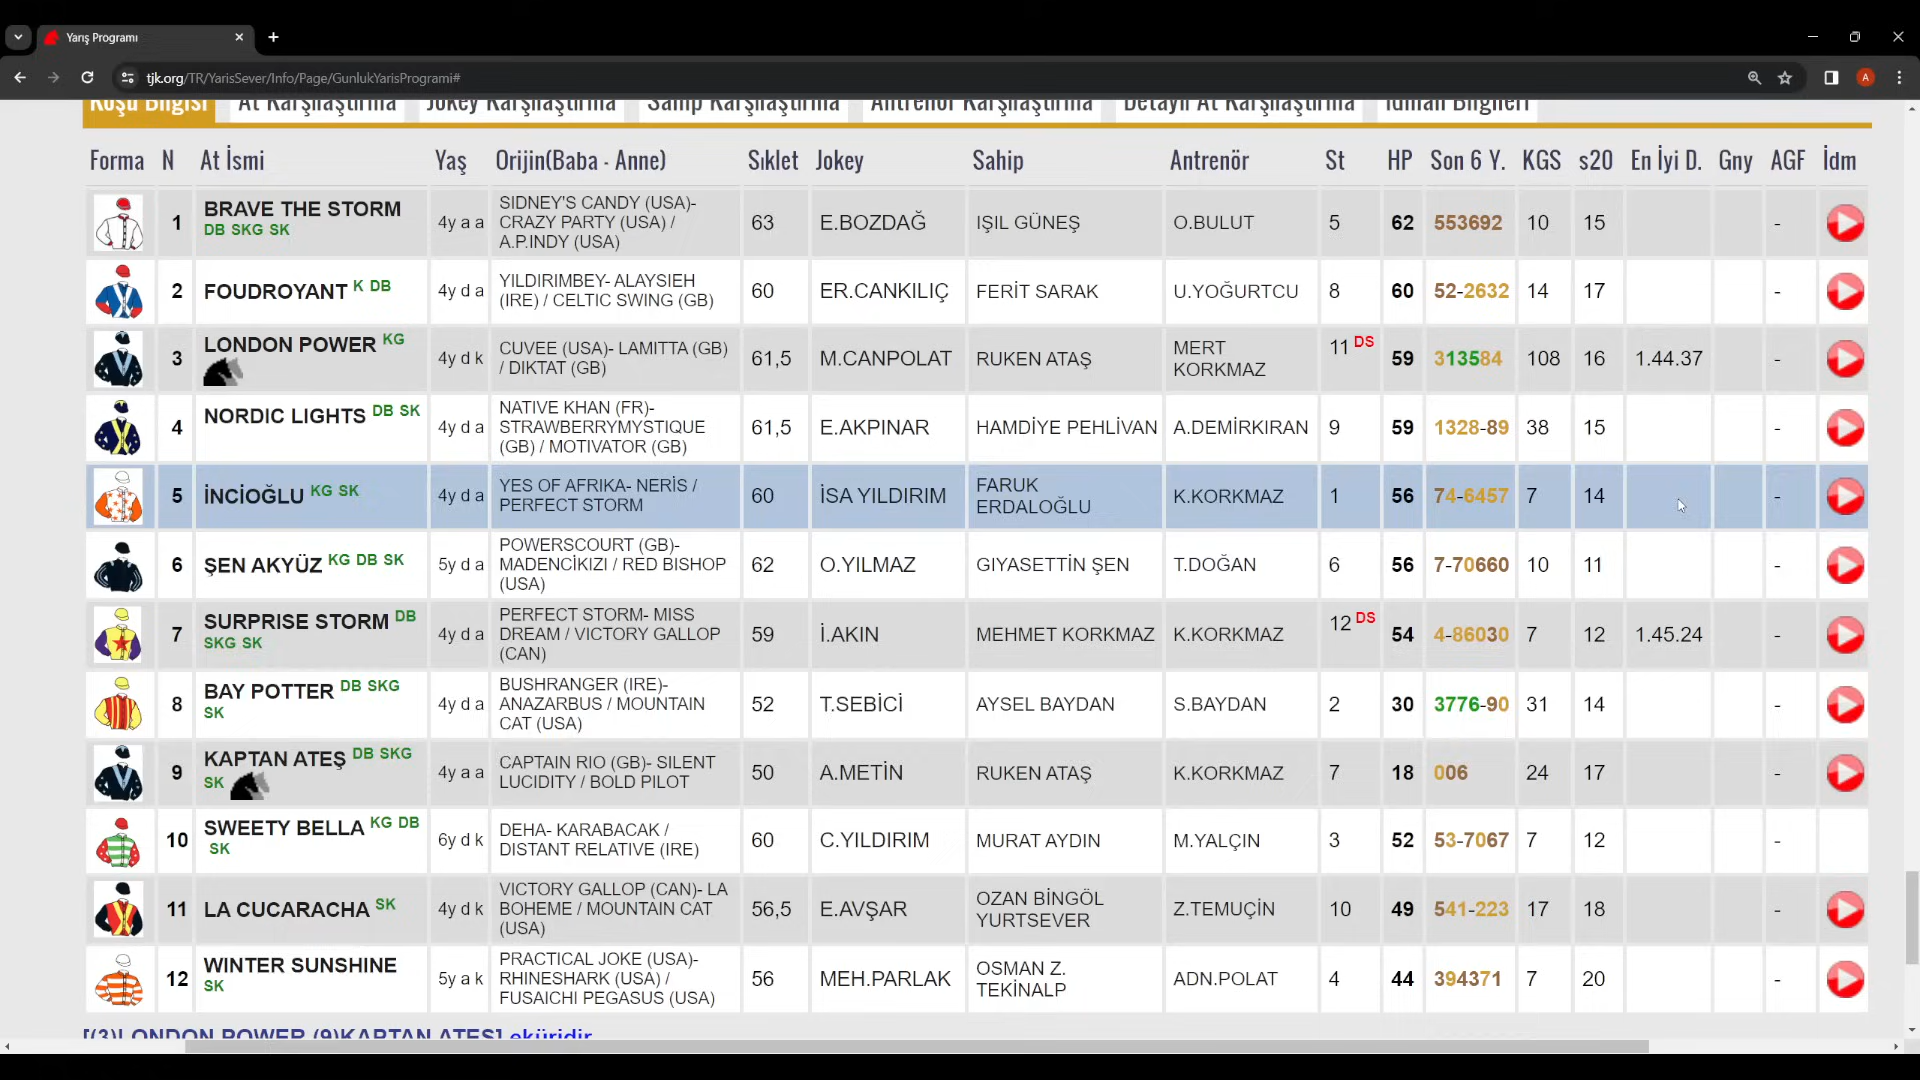 Yarış Programı
tjk.org/TR/YarisSever/Info/Page/GunlukYarisProgrami#
A
Koşu Bilgisi At Karşılaştırma Jokey Karşılaştırma Sahip Karşılaştırma Antrenör Karşılaştırma Detaylı At Karşılaştırma İdman Bilgileri
Forma N At İsmi Yaş Orijin(Baba - Anne) Sıklet Jokey Sahip Antrenör St HP Son 6 Y. KGS s20 En İyi D. Gny AGF İdm
1 BRAVE THE STORM DB SKG SK 4y a a SIDNEY'S CANDY (USA)- CRAZY PARTY (USA) / A.P.INDY (USA) 63 E.BOZDAĞ IŞIL GÜNEŞ O.BULUT 5 62 553692 10 15 -
2 FOUDROYANT K DB 4y d a YILDIRIMBEY- ALAYSIEH (IRE) / CELTIC SWING (GB) 60 ER.CANKILIÇ FERİT SARAK U.YOĞURTCU 8 60 52-2632 14 17 -
3 LONDON POWER KG 4y d k CUVEE (USA)- LAMITTA (GB) / DIKTAT (GB) 61,5 M.CANPOLAT RUKEN ATAŞ MERT KORKMAZ 11 DS 59 313584 108 16 1.44.37 -
4 NORDIC LIGHTS DB SK 4y d a NATIVE KHAN (FR)- STRAWBERRYMYSTIQUE (GB) / MOTIVATOR (GB) 61,5 E.AKPINAR HAMDİYE PEHLİVAN A.DEMİRKIRAN 9 59 1328-89 38 15 -
5 İNCİOĞLU KG SK 4y d a YES OF AFRIKA- NERİS / PERFECT STORM 60 İSA YILDIRIM FARUK ERDALOĞLU K.KORKMAZ 1 56 74-6457 7 14 -
6 ŞEN AKYÜZ KG DB SK 5y d a POWERSCOURT (GB)- MADENCİKIZI / RED BISHOP (USA) 62 O.YILMAZ GIYASETTİN ŞEN T.DOĞAN 6 56 7-70660 10 11 -
7 SURPRISE STORM DB SKG SK 4y d a PERFECT STORM- MISS DREAM / VICTORY GALLOP (CAN) 59 İ.AKIN MEHMET KORKMAZ K.KORKMAZ 12 DS 54 4-86030 7 12 1.45.24 -
8 BAY POTTER DB SKG SK 4y d a BUSHRANGER (IRE)- ANAZARBUS / MOUNTAIN CAT (USA) 52 T.SEBİCİ AYSEL BAYDAN S.BAYDAN 2 30 3776-90 31 14 -
9 KAPTAN ATEŞ DB SKG SK 4y a a CAPTAIN RIO (GB)- SILENT LUCIDITY / BOLD PILOT 50 A.METİN RUKEN ATAŞ K.KORKMAZ 7 18 006 24 17 -
10 SWEETY BELLA KG DB SK 6y d k DEHA- KARABACAK / DISTANT RELATIVE (IRE) 60 C.YILDIRIM MURAT AYDIN M.YALÇIN 3 52 53-7067 7 12 -
11 LA CUCARACHA SK 4y d k VICTORY GALLOP (CAN)- LA BOHEME / MOUNTAIN CAT (USA) 56,5 E.AVŞAR OZAN BİNGÖL YURTSEVER Z.TEMUÇİN 10 49 541-223 17 18 -
12 WINTER SUNSHINE SK 5y a k PRACTICAL JOKE (USA)- RHINESHARK (USA) / FUSAICHI PEGASUS (USA) 56 MEH.PARLAK OSMAN Z. TEKİNALP ADN.POLAT 4 44 394371 7 20 -
[(3)LONDON POWER,(9)KAPTAN ATEŞ] eküridir